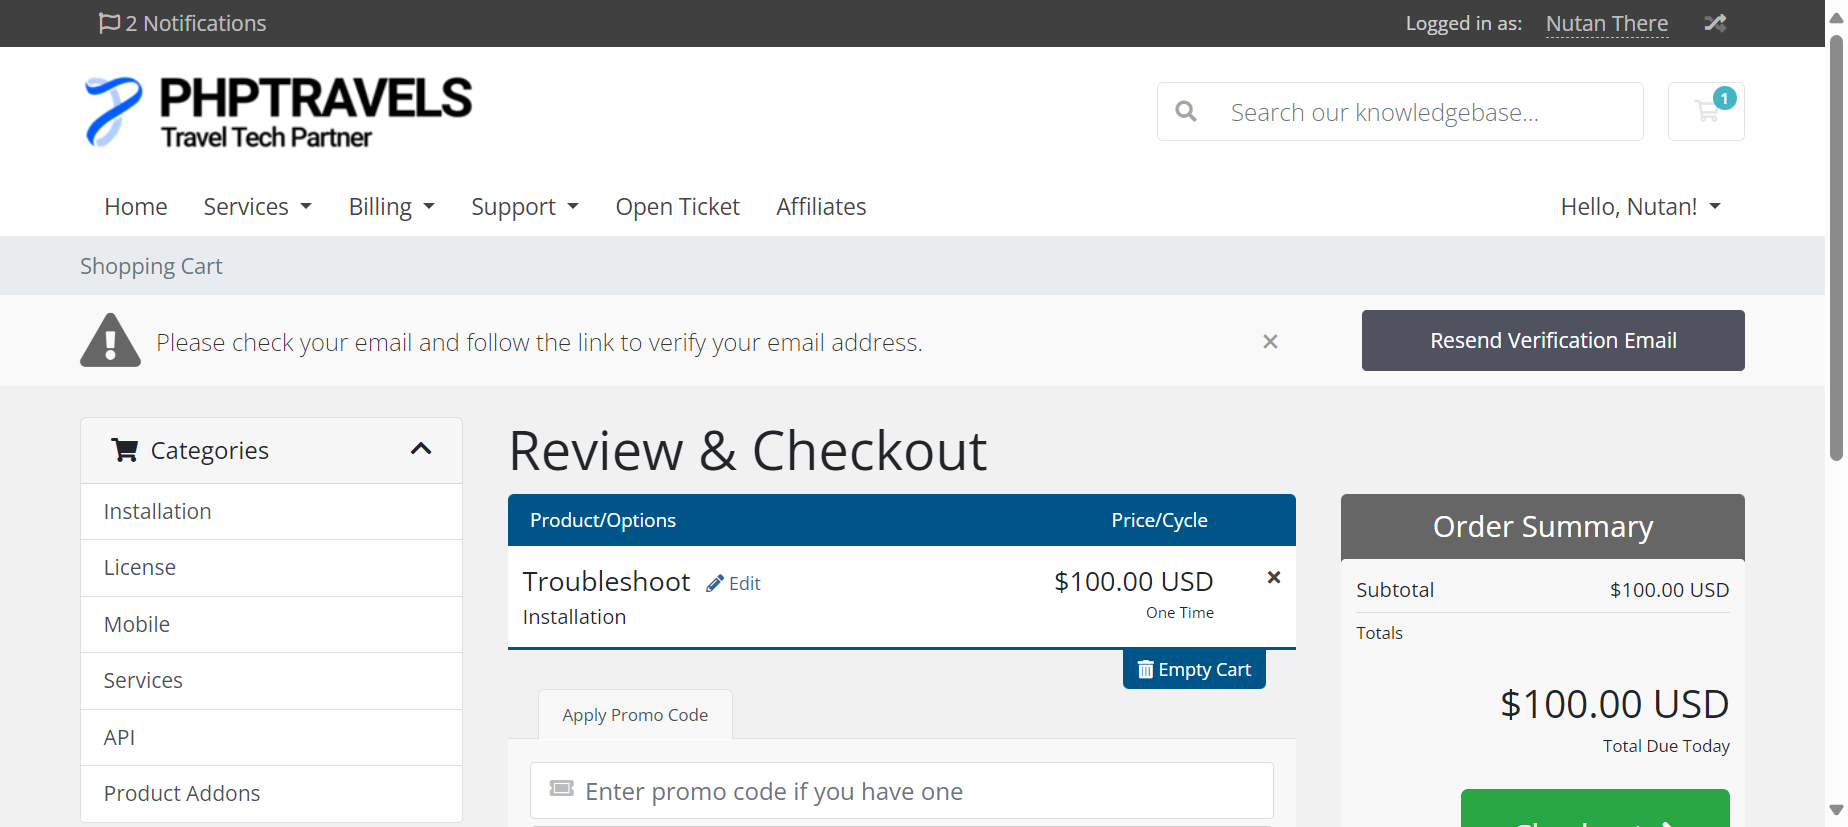 2 Notifications
Logged in as: Nutan There
PHPTRAVELS
Travel Tech Partner
Search our knowledgebase...
1
Home Services Billing Support Open Ticket Affiliates Hello, Nutan!
Shopping Cart
Please check your email and follow the link to verify your email address.
Resend Verification Email
Categories
Installation
License
Mobile
Services
API
Product Addons
Review & Checkout
Product/Options Price/Cycle
Troubleshoot Edit $100.00 USD
Installation One Time
Empty Cart
Apply Promo Code
Enter promo code if you have one
Order Summary
Subtotal $100.00 USD
Totals
$100.00 USD
Total Due Today